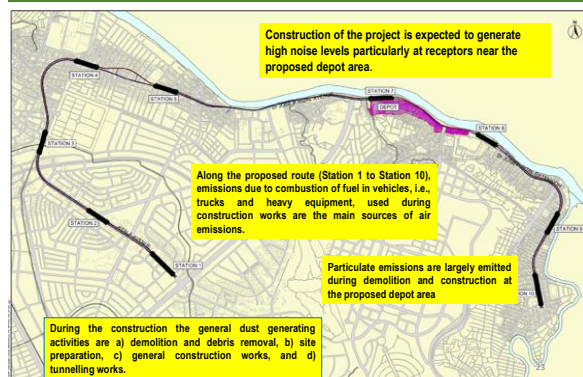 Construction of the project is expected to generate
high noise levels particularly at receptors near the
proposed depot area.
N
STATION 4
STATION 5
STATION 7
DEPOT
STATION 8
STATION 3
Along the proposed route (Station 1 to Station 10),
emissions due to combustion of fuel in vehicles, i.e.,
trucks and heavy equipment, used during
construction works are the main sources of air
emissions.
STATION 2
STATION 9
STATION 1
Particulate emissions are largely emitted
during demolition and construction at
the proposed depot area
STATION 10
During the construction the general dust generating
activities are a) demolition and debris removal, b) site
preparation, c) general construction works, and d)
tunnelling works.
23